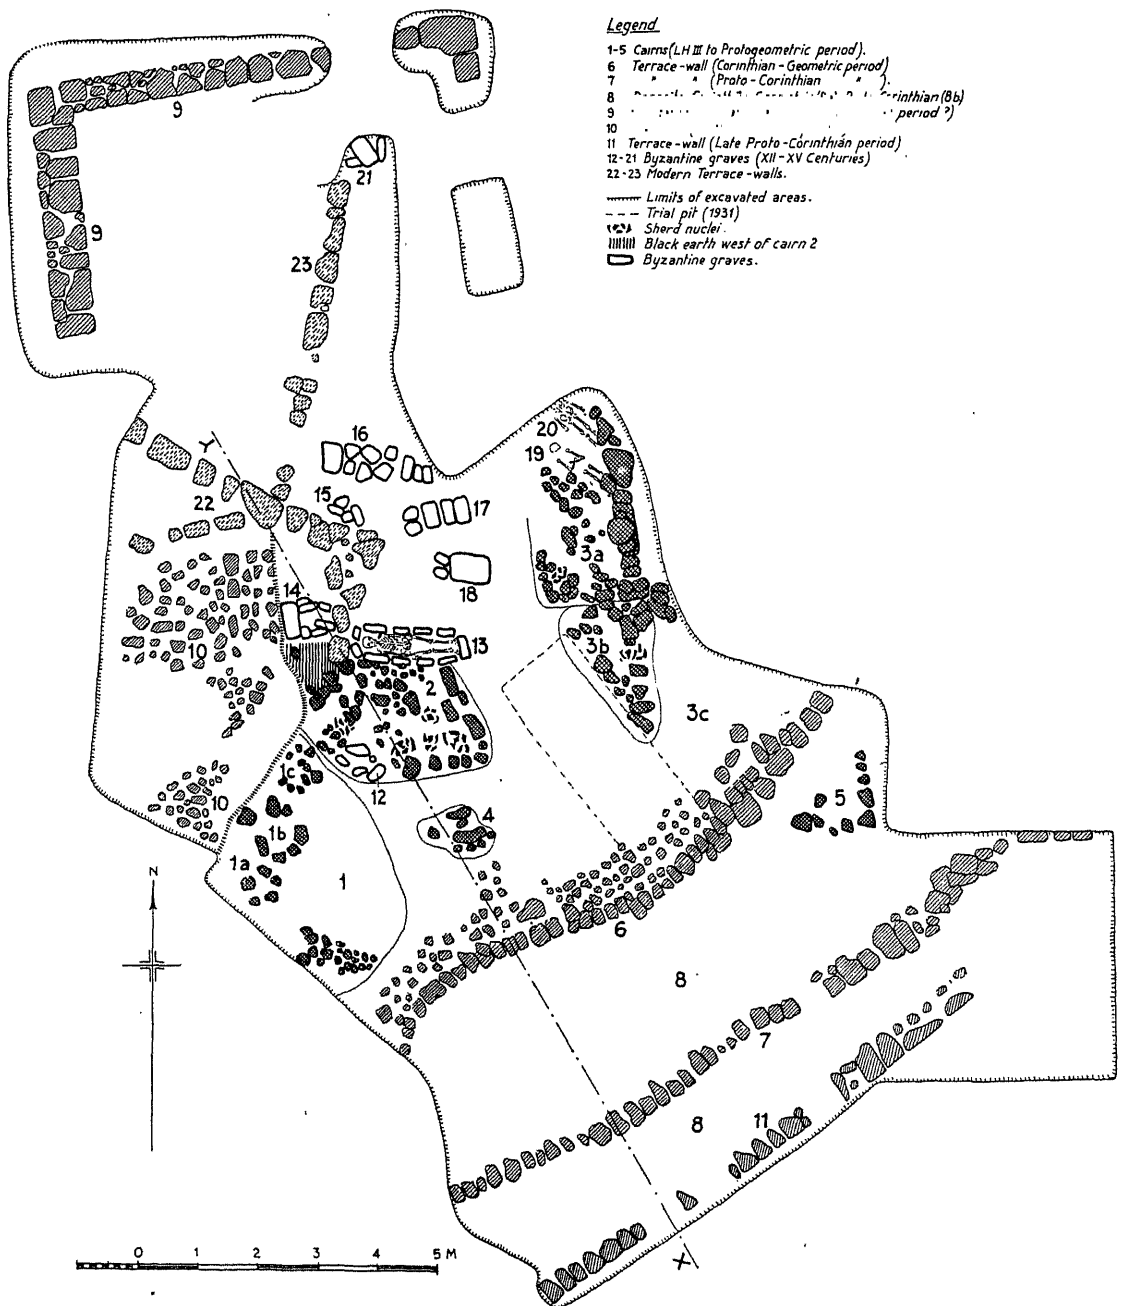 Legend
1-5 Cairns (LH III to Protogeometric period).
6 Terrace-wall (Corinthian-Geometric period)
7 " " (Proto-Corinthian " ).
8 Corinthian (8b)
9 period ?)
10
11 Terrace-wall (Late Proto-Corinthian period)
12-21 Byzantine graves (XII-XV Centuries)
22-23 Modern Terrace-walls.
Limits of excavated areas.
Trial pit (1931)
Sherd nuclei.
Black earth west of cairn 2
Byzantine graves.
9
21
9
23
16
20
19
Y
15
17
22
3a
14
18
10
13
3b
2
3c
1c
12
10
4
5
1b
1a
1
N
6
8
7
8
11
X
0 1 2 3 4 5 M